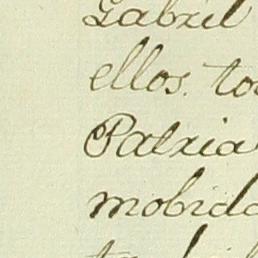 Gabril
ellos. to
Patria
mobida